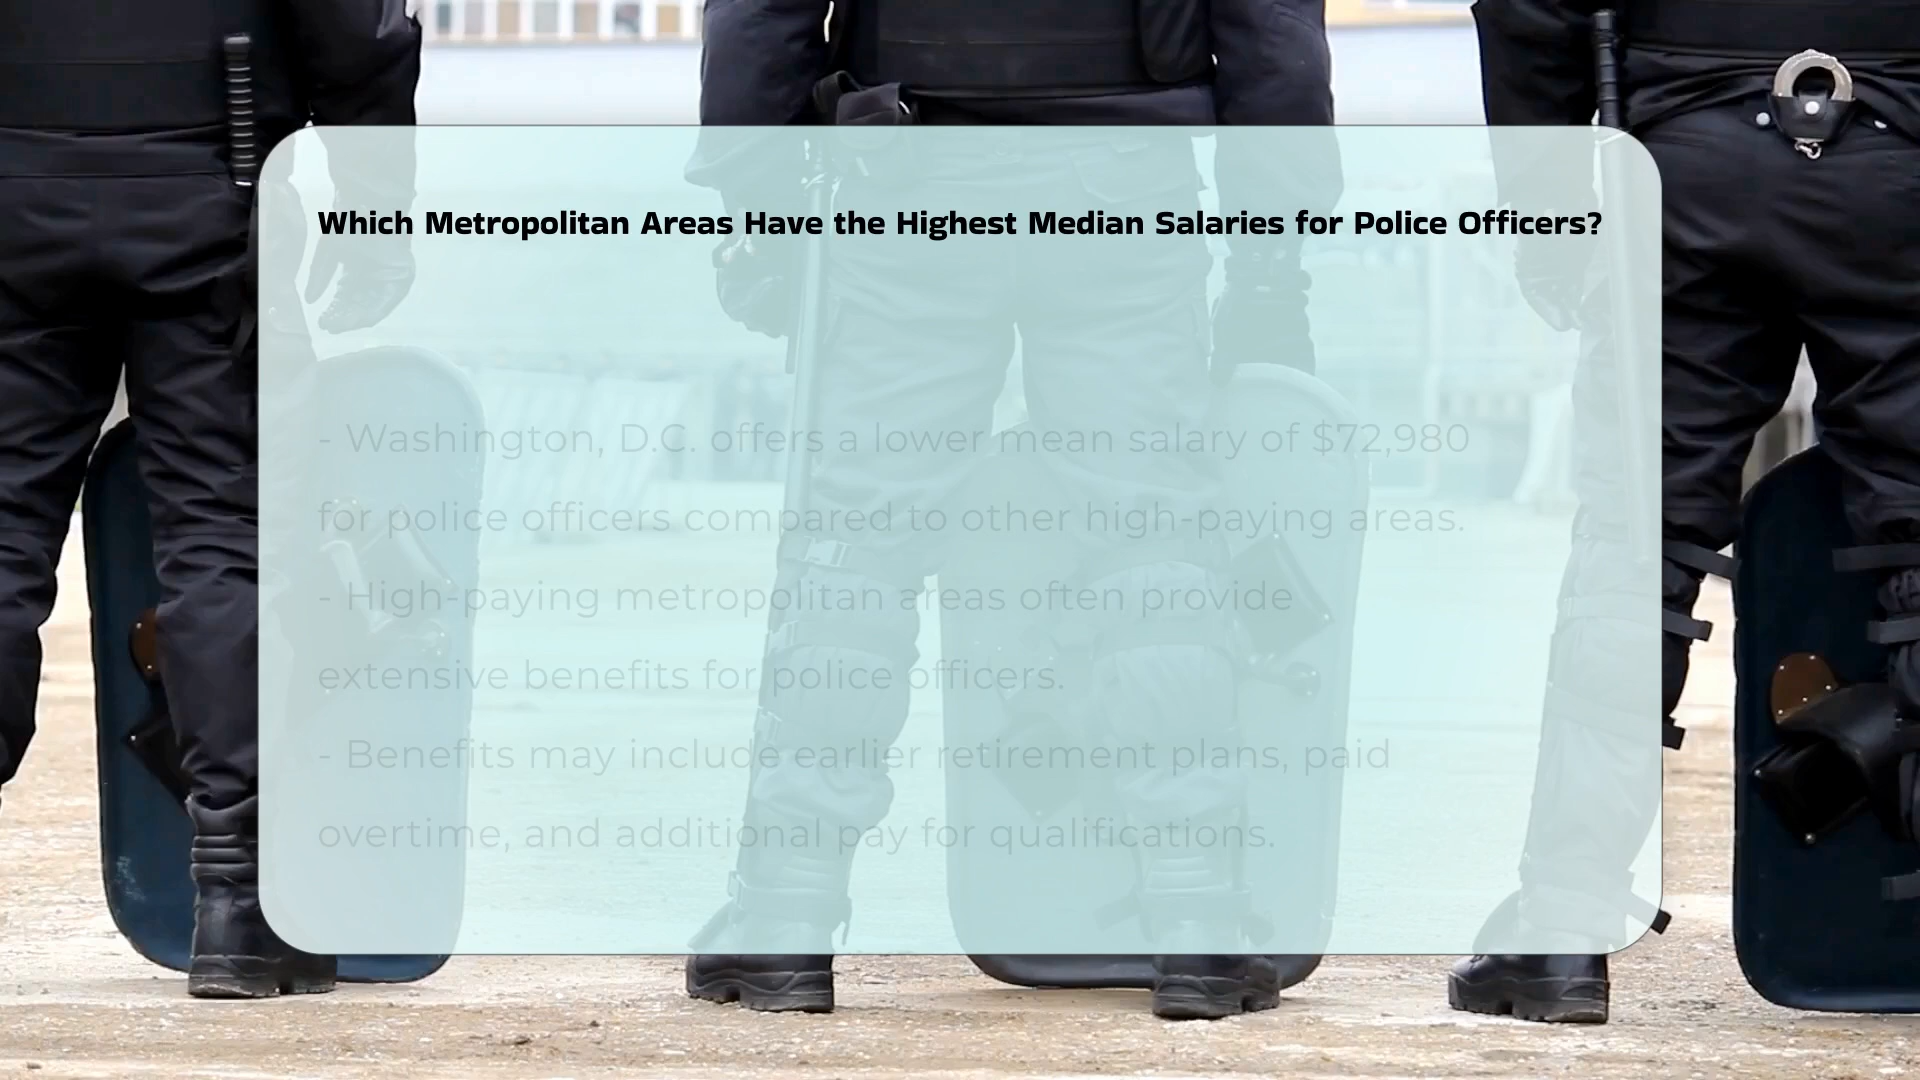 Which Metropolitan Areas Have the Highest Median Salaries for Police Officers?
- Washington, D.C. offers a lower mean salary of $72,980
for police officers compared to other high-paying areas.
- High-paying metropolitan areas often provide
extensive benefits for police officers.
- Benefits may include earlier retirement plans, paid
overtime, and additional pay for qualifications.